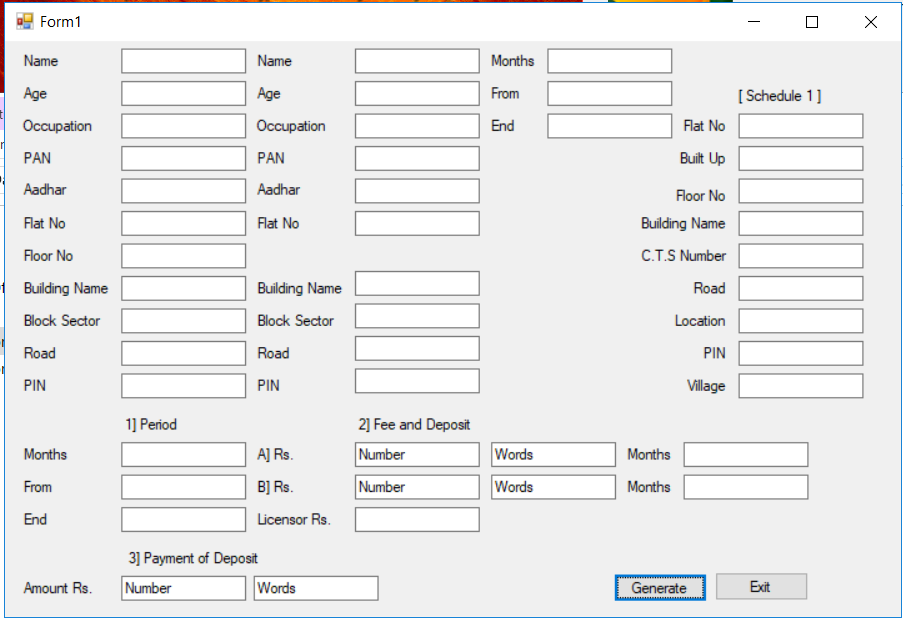 Form1
Name Name Months
Age Age From [ Schedule 1 ]
Occupation Occupation End Flat No
PAN PAN Built Up
Aadhar Aadhar Floor No
Flat No Flat No Building Name
Floor No C.T.S Number
Building Name Building Name Road
Block Sector Block Sector Location
Road Road PIN
PIN PIN Village
1] Period 2] Fee and Deposit
Months A] Rs. Number Words Months
From B] Rs. Number Words Months
End Licensor Rs.
3] Payment of Deposit
Amount Rs. Number Words Generate Exit